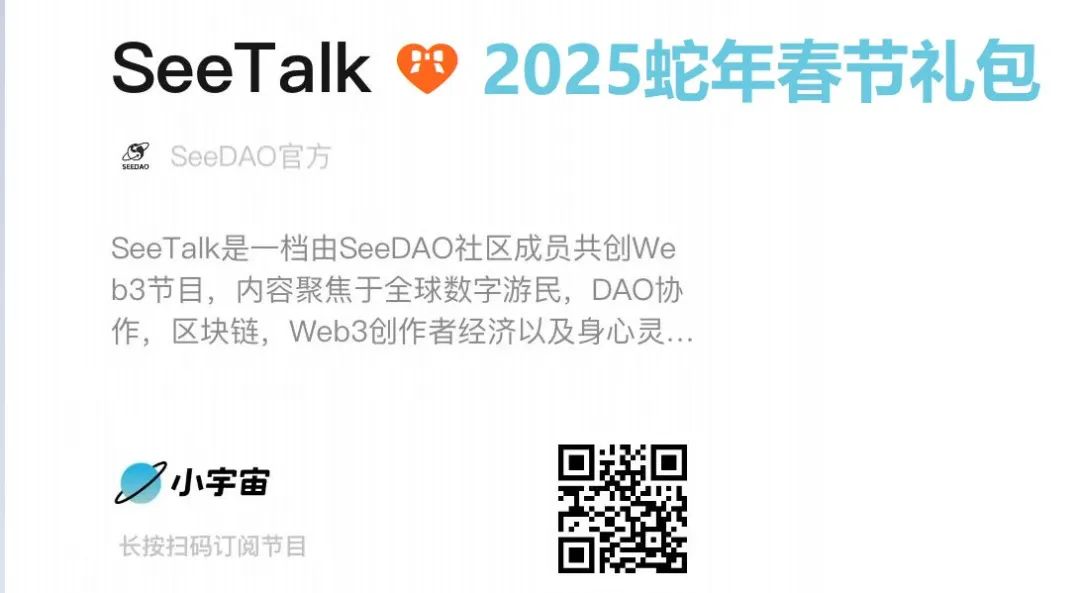 SeeTalk 2025蛇年春节礼包
SEEDAO SeeDAO官方
SeeTalk是一档由SeeDAO社区成员共创We
b3节目，内容聚焦于全球数字游民，DAO协
作，区块链，Web3创作者经济以及身心灵...
小宇宙
长按扫码订阅节目